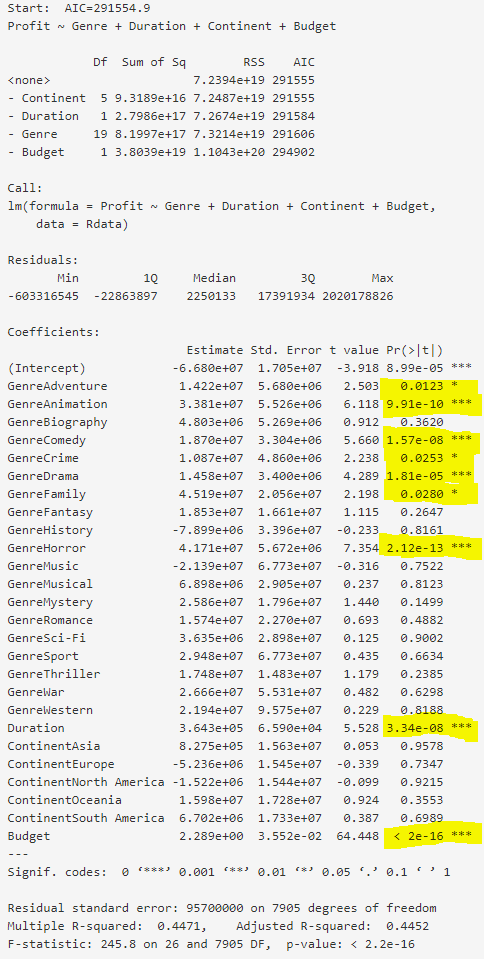 Start:  AIC=291554.9
Profit ~ Genre + Duration + Continent + Budget
            Df  Sum of Sq        RSS    AIC
<none>                    7.2394e+19 291555
- Continent  5 9.3189e+16 7.2487e+19 291555
- Duration   1 2.7986e+17 7.2674e+19 291584
- Genre     19 8.1997e+17 7.3214e+19 291606
- Budget     1 3.8039e+19 1.1043e+20 294902
Call:
lm(formula = Profit ~ Genre + Duration + Continent + Budget,
    data = Rdata)
Residuals:
       Min         1Q     Median         3Q        Max
-603316545  -22863897    2250133   17391934 2020178826
Coefficients:
                         Estimate Std. Error t value Pr(>|t|)
(Intercept)            -6.680e+07  1.705e+07  -3.918 8.99e-05 ***
GenreAdventure          1.422e+07  5.680e+06   2.503   0.0123 *
GenreAnimation          3.381e+07  5.526e+06   6.118 9.91e-10 ***
GenreBiography          4.803e+06  5.269e+06   0.912   0.3620
GenreComedy             1.870e+07  3.304e+06   5.660 1.57e-08 ***
GenreCrime              1.087e+07  4.860e+06   2.238   0.0253 *
GenreDrama              1.458e+07  3.400e+06   4.289 1.81e-05 ***
GenreFamily             4.519e+07  2.056e+07   2.198   0.0280 *
GenreFantasy            1.853e+07  1.661e+07   1.115   0.2647
GenreHistory           -7.899e+06  3.396e+07  -0.233   0.8161
GenreHorror             4.171e+07  5.672e+06   7.354 2.12e-13 ***
GenreMusic             -2.139e+07  6.773e+07  -0.316   0.7522
GenreMusical            6.898e+06  2.905e+07   0.237   0.8123
GenreMystery            2.586e+07  1.796e+07   1.440   0.1499
GenreRomance            1.574e+07  2.270e+07   0.693   0.4882
GenreSci-Fi             3.635e+06  2.898e+07   0.125   0.9002
GenreSport              2.948e+07  6.773e+07   0.435   0.6634
GenreThriller           1.748e+07  1.483e+07   1.179   0.2385
GenreWar                2.666e+07  5.531e+07   0.482   0.6298
GenreWestern            2.194e+07  9.575e+07   0.229   0.8188
Duration                3.643e+05  6.590e+04   5.528 3.34e-08 ***
ContinentAsia           8.275e+05  1.563e+07   0.053   0.9578
ContinentEurope        -5.236e+06  1.545e+07  -0.339   0.7347
ContinentNorth America -1.522e+06  1.544e+07  -0.099   0.9215
ContinentOceania        1.598e+07  1.728e+07   0.924   0.3553
ContinentSouth America  6.702e+06  1.733e+07   0.387   0.6989
Budget                  2.289e+00  3.552e-02  64.448  < 2e-16 ***
---
Signif. codes:  0 ‘***’ 0.001 ‘**’ 0.01 ‘*’ 0.05 ‘.’ 0.1 ‘ ’ 1
Residual standard error: 95700000 on 7905 degrees of freedom
Multiple R-squared:  0.4471,    Adjusted R-squared:  0.4452
F-statistic: 245.8 on 26 and 7905 DF,  p-value: < 2.2e-16